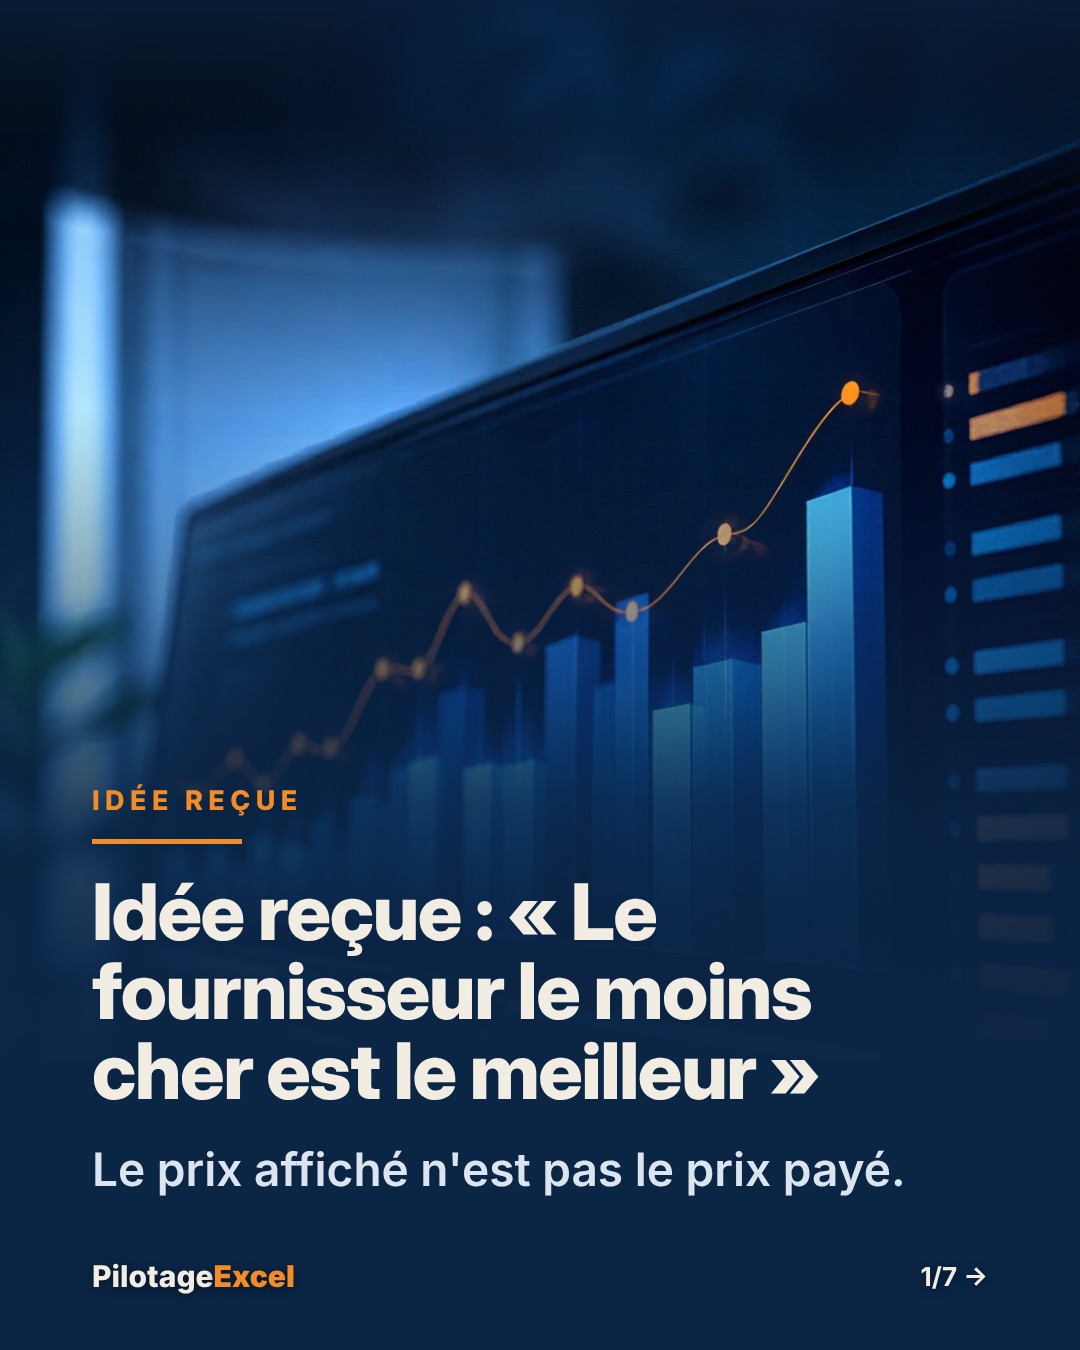 IDÉE REÇUE
Idée reçue : « Le
fournisseur le moins
cher est le meilleur »
Le prix affiché n'est pas le prix payé.
PilotageExcel
1/7 →